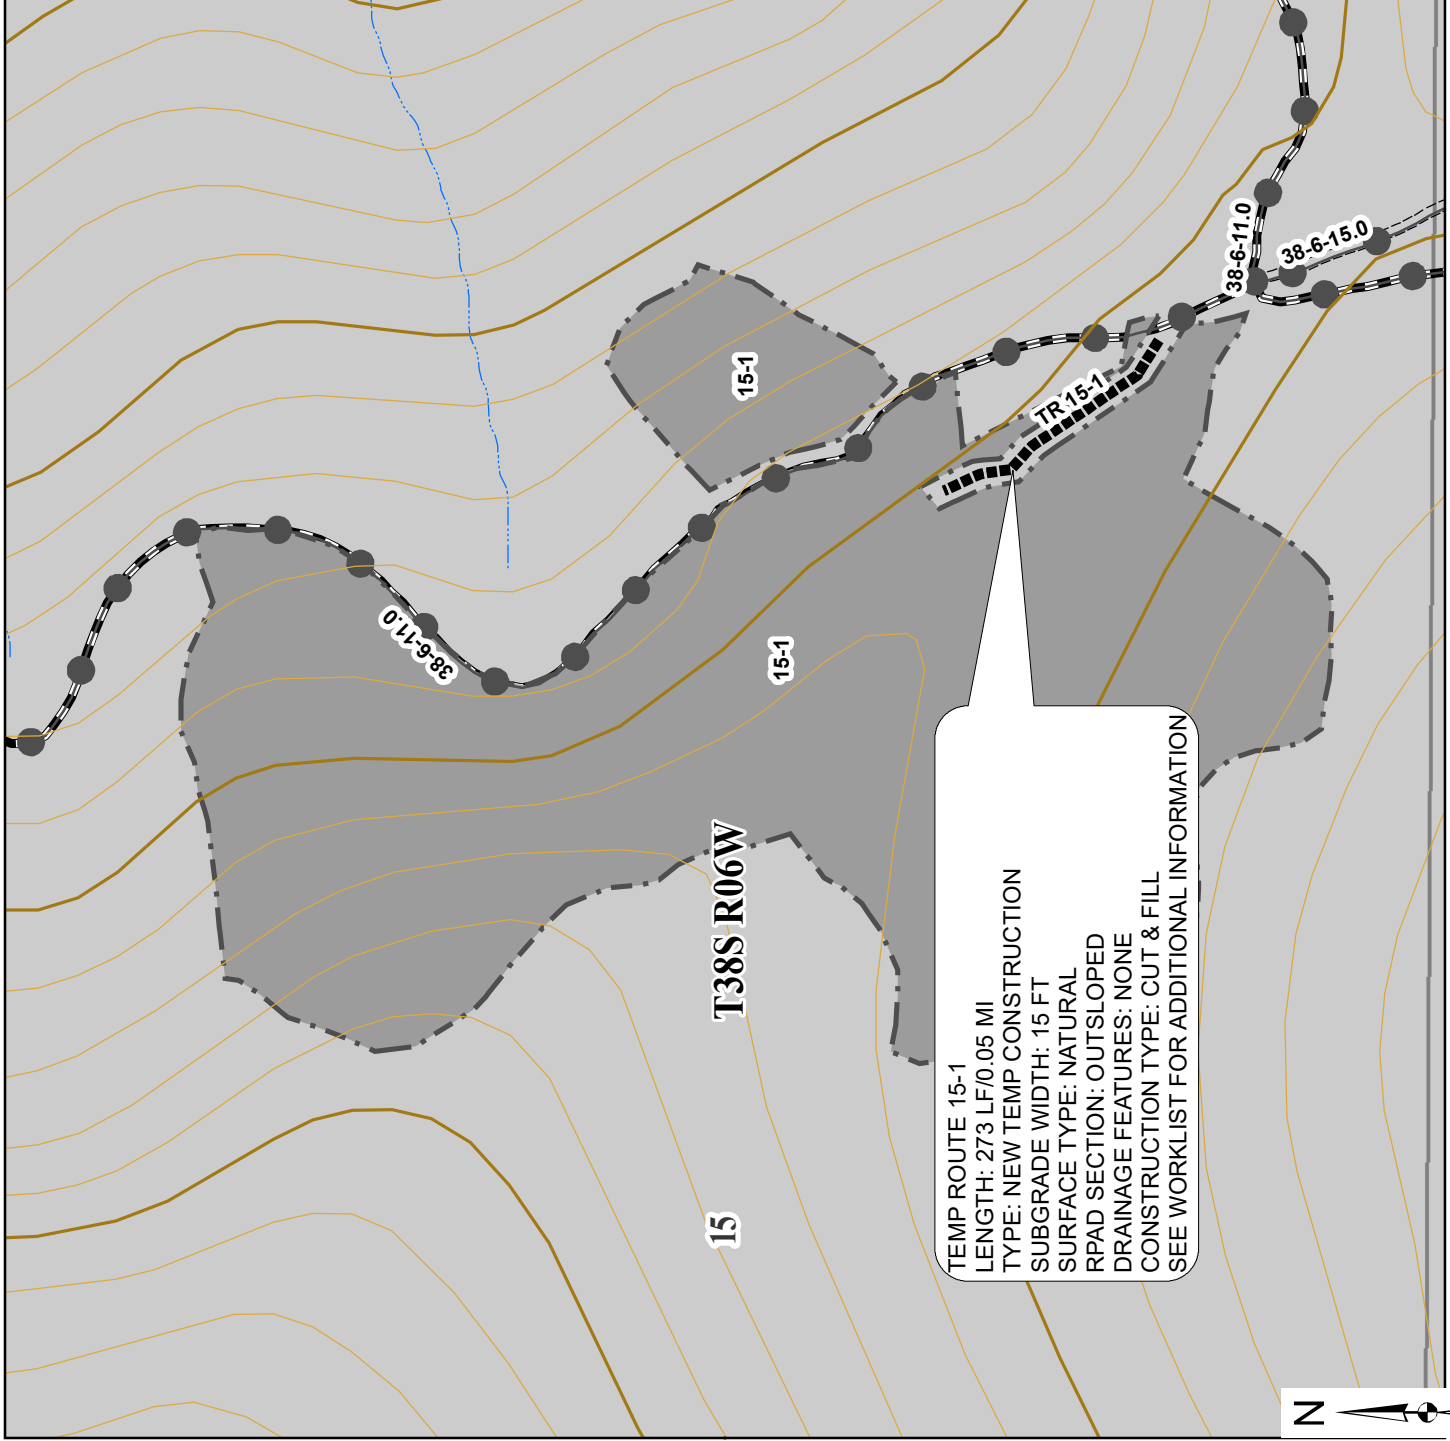 38-6-11.0
15-1
15-1
T38S R06W
15
TR 15-1
38-6-11.0
38-6-15.0
TEMP ROUTE 15-1
LENGTH: 273 LF/0.05 MI
TYPE: NEW TEMP CONSTRUCTION
SUBGRADE WIDTH: 15 FT
SURFACE TYPE: NATURAL
RPAD SECTION: OUTSLOPED
DRAINAGE FEATURES: NONE
CONSTRUCTION TYPE: CUT & FILL
SEE WORKLIST FOR ADDITIONAL INFORMATION
N